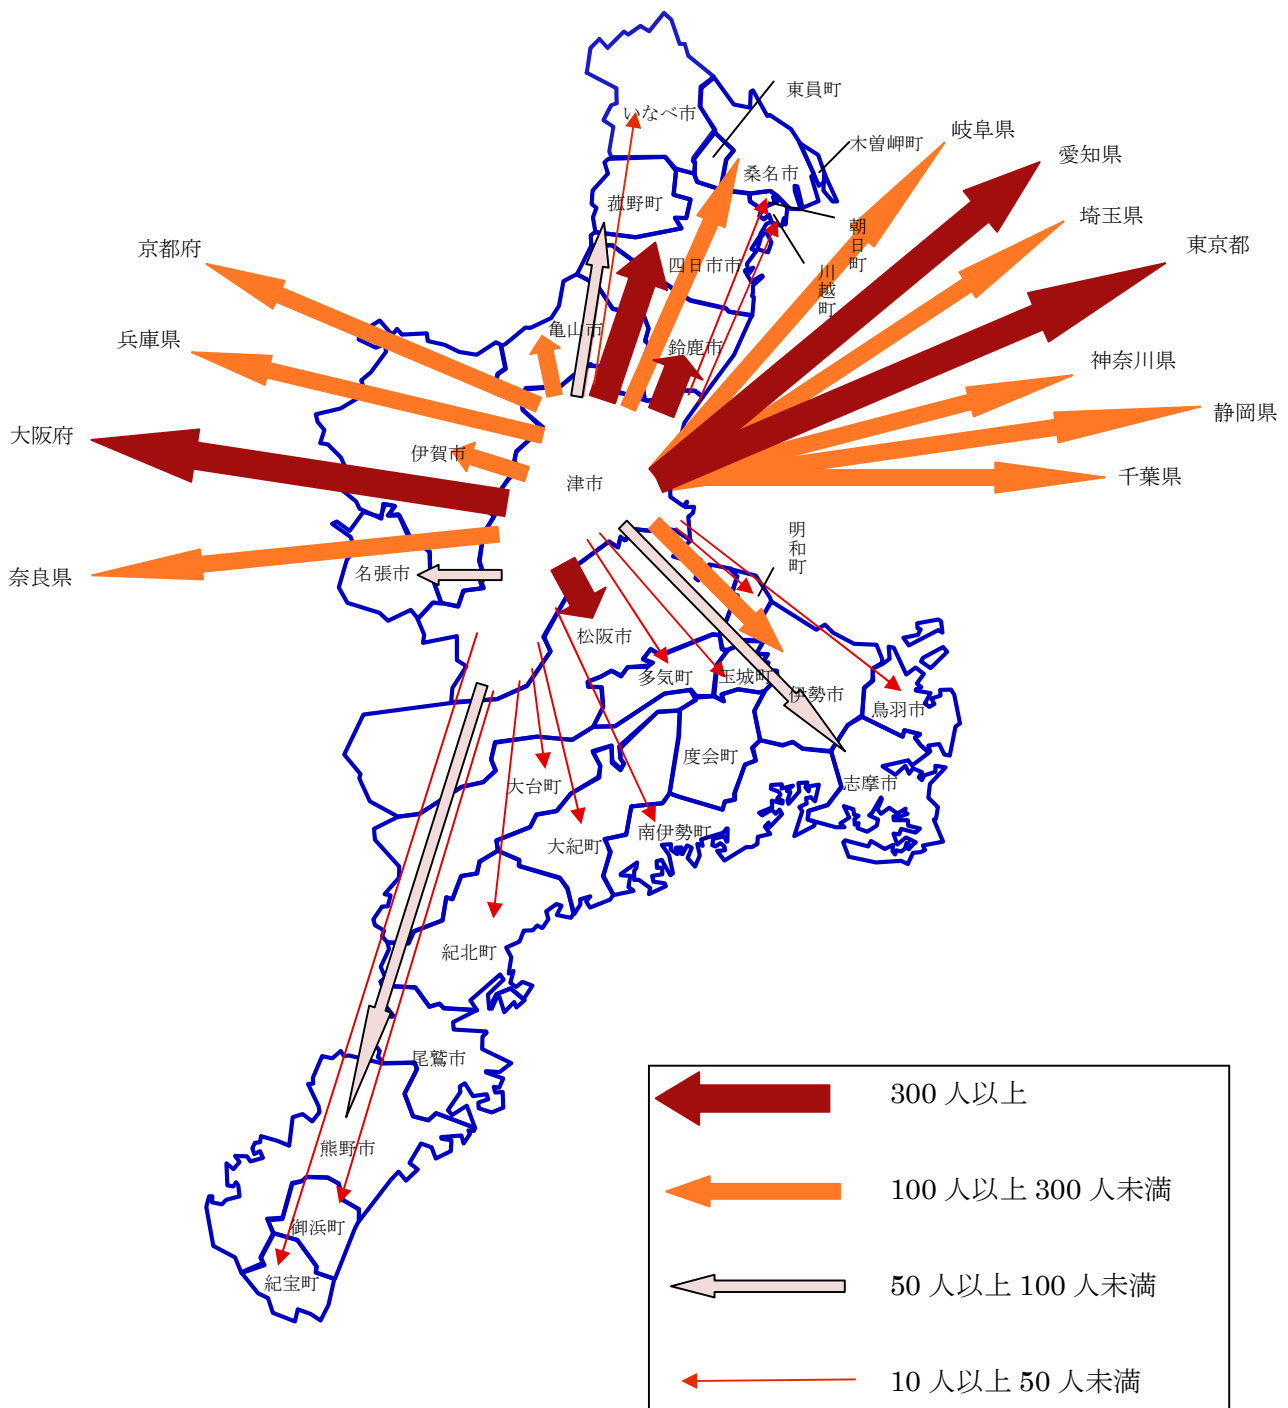 東員町
いなべ市
木曽岬町
岐阜県
愛知県
桑名市
菰野町
埼玉県
朝日町
東京都
京都府
四日市市
川越町
亀山市
鈴鹿市
兵庫県
神奈川県
静岡県
大阪府
伊賀市
千葉県
津市
明和町
奈良県
名張市
松阪市
多気町
玉城町
伊勢市
鳥羽市
度会町
志摩市
大台町
南伊勢町
大紀町
紀北町
尾鷲市
熊野市
御浜町
紀宝町
300 人以上
100 人以上 300 人未満
50 人以上 100 人未満
10 人以上 50 人未満